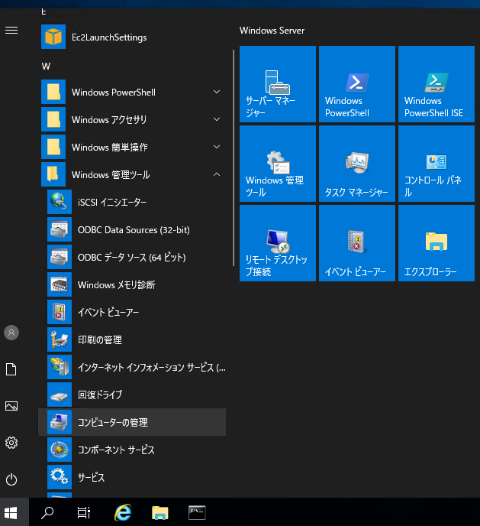 E
Ec2LaunchSettings
W
Windows PowerShell
Windows アクセサリ
Windows 簡単操作
Windows 管理ツール
iSCSI イニシエーター
ODBC Data Sources (32-bit)
ODBC データ ソース (64 ビット)
Windows メモリ診断
イベント ビューアー
印刷の管理
インターネット インフォメーション サービス (...
回復ドライブ
コンピューターの管理
コンポーネント サービス
サービス
Windows Server
サーバー マネー
ジャー
Windows
PowerShell
Windows
PowerShell ISE
Windows 管理
ツール
タスク マネージャー
コントロール パネ
ル
リモート デスクトッ
プ接続
イベント ビューアー
エクスプローラー